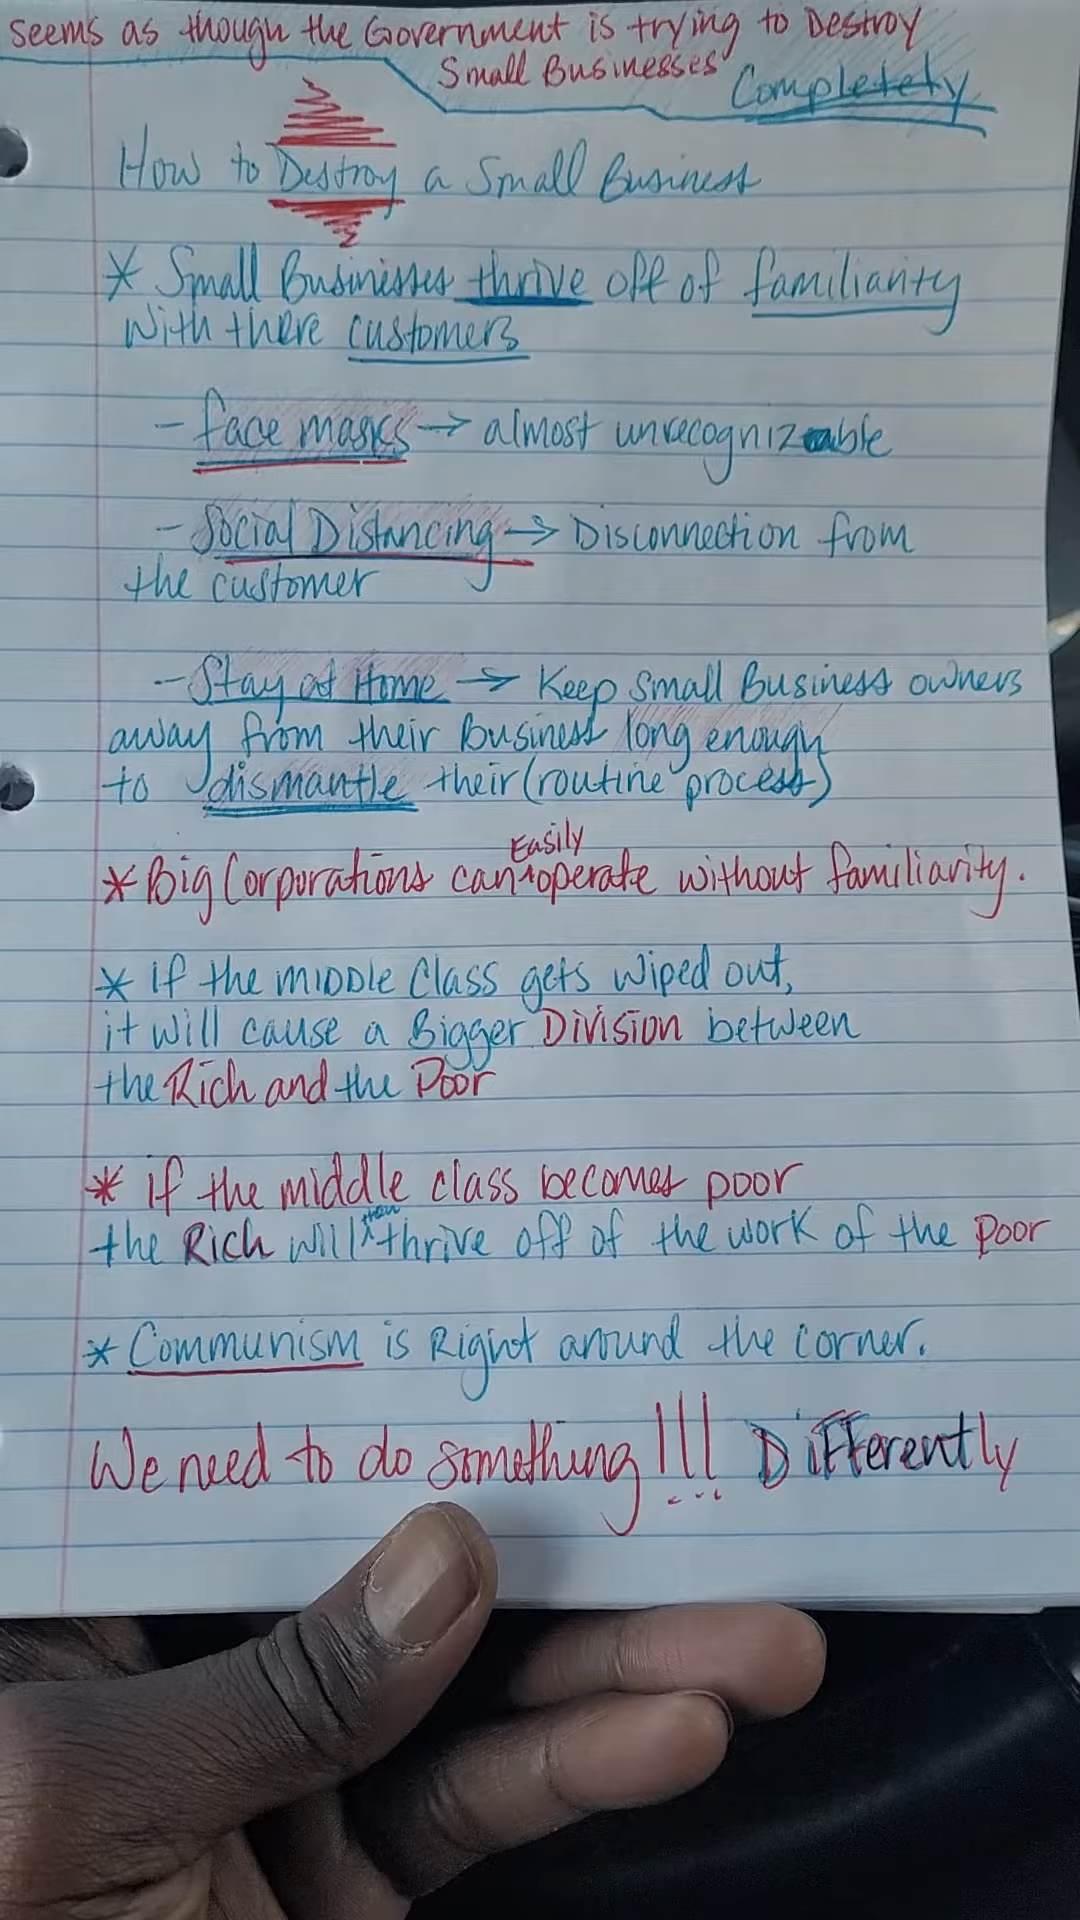 seems as though the Government is trying to Destroy
Small Businesses Completely
How to Destroy a Small Business
* Small Businesses thrive off of familiarity
with there customers
- face masks → almost unrecognizable
- Social Distancing → Disconnection from
the customer
- Stay at Home → Keep Small Business owners
away from their Business long enough
to dismantle their (routine process)
* Big Corporations can Easily operate without familiarity.
* if the MIDDLE Class gets wiped out,
it will cause a Bigger Division between
the Rich and the Poor
* if the middle class becomes poor
the Rich will then thrive off of the work of the Poor
* Communism is Right around the corner.
We need to do something!!! Differently